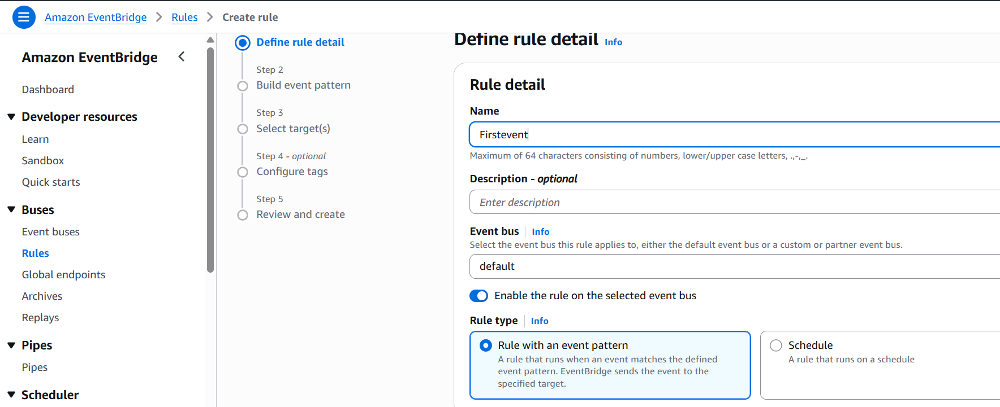 Amazon EventBridge > Rules > Create rule
Amazon EventBridge
Dashboard
Developer resources
Learn
Sandbox
Quick starts
Buses
Event buses
Rules
Global endpoints
Archives
Replays
Pipes
Pipes
Scheduler
Define rule detail
Step 2
Build event pattern
Step 3
Select target(s)
Step 4 - optional
Configure tags
Step 5
Review and create
Define rule detail Info
Rule detail
Name
Firstevent
Maximum of 64 characters consisting of numbers, lower/upper case letters, .,-,_.
Description - optional
Enter description
Event bus Info
Select the event bus this rule applies to, either the default event bus or a custom or partner event bus.
default
Enable the rule on the selected event bus
Rule type Info
Rule with an event pattern
A rule that runs when an event matches the defined
event pattern. EventBridge sends the event to the
specified target.
Schedule
A rule that runs on a schedule